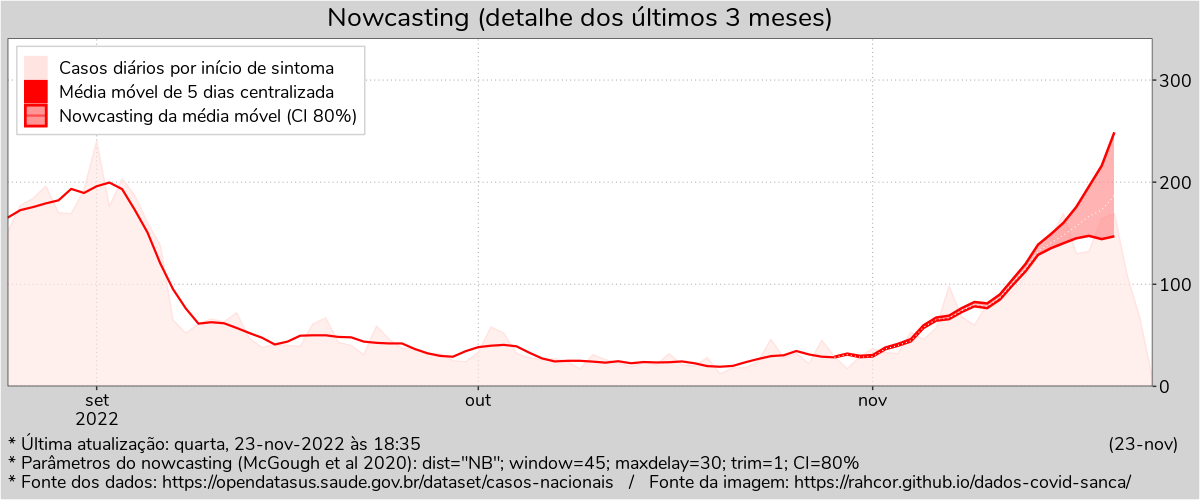 Nowcasting (detalhe dos últimos 3 meses)
Casos diários por início de sintoma
Média móvel de 5 dias centralizada
Nowcasting da média móvel (CI 80%)
300
200
100
0
set
2022
out
nov
* Última atualização: quarta, 23-nov-2022 às 18:35
(23-nov)
* Parâmetros do nowcasting (McGough et al 2020): dist="NB"; window=45; maxdelay=30; trim=1; CI=80%
* Fonte dos dados: https://opendatasus.saude.gov.br/dataset/casos-nacionais / Fonte da imagem: https://rahcor.github.io/dados-covid-sanca/